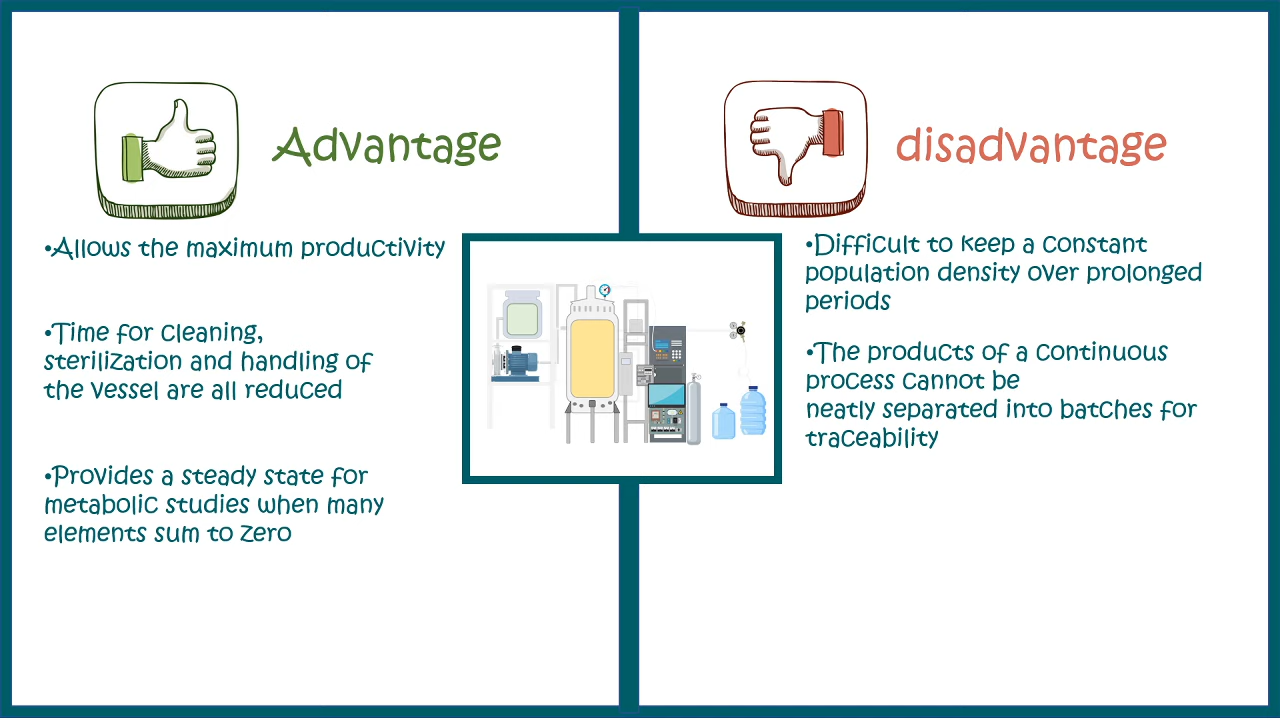 Advantage
•Allows the maximum productivity
•Time for cleaning,
sterilization and handling of
the vessel are all reduced
•Provides a steady state for
metabolic studies when many
elements sum to zero
disadvantage
•Difficult to keep a constant
population density over prolonged
periods
•The products of a continuous
process cannot be
neatly separated into batches for
traceability